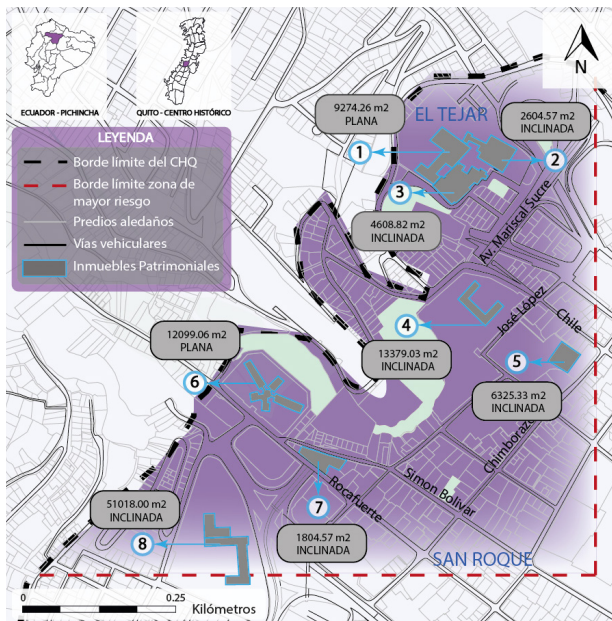 ECUADOR - PICHINCHA
QUITO - CENTRO HISTÓRICO
N
LEYENDA
Borde límite del CHQ
Borde límite zona de
mayor riesgo
Predios aledaños
Vías vehiculares
Inmuebles Patrimoniales
9274.26 m2
PLANA
EL TEJAR
2604.57 m2
INCLINADA
1
2
3
4608.82 m2
INCLINADA
Av. Mariscal Sucre
4
José López
Chile
12099.06 m2
PLANA
13379.03 m2
INCLINADA
5
6
6325.33 m2
INCLINADA
Chimborazo
Simon Bolivar
Rocafuerte
7
51018.00 m2
INCLINADA
8
1804.57 m2
INCLINADA
SAN ROQUE
0
0.25
Kilómetros